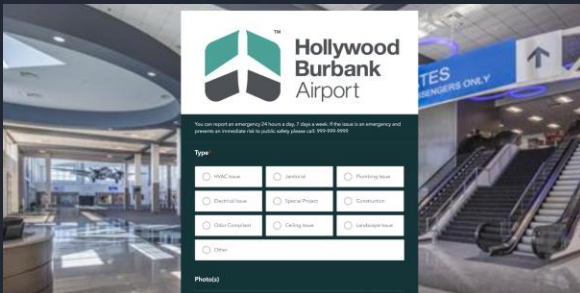 TM
Hollywood
Burbank
Airport
You can report an emergency 24 hours a day, 7 days a week. If the issue is an emergency and
presents an immediate risk to public safety please call: 999-999-9999
Type*
HVAC Issue
Janitorial
Plumbing Issue
Electrical Issue
Special Project
Construction
Odor Complaint
Ceiling Issue
Landscape Issue
Other
Photo(s)
ATES
SENGERS ONLY